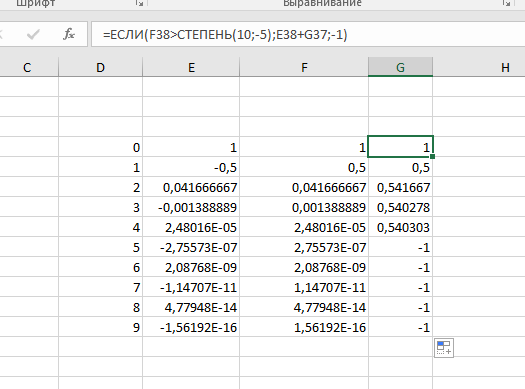 Шрифт Выравнивание
fx =ЕСЛИ(F38>СТЕПЕНЬ(10;-5);E38+G37;-1)
C D E F G H
0 1 1 1
1 -0,5 0,5 0,5
2 0,041666667 0,041666667 0,541667
3 -0,001388889 0,001388889 0,540278
4 2,48016E-05 2,48016E-05 0,540303
5 -2,75573E-07 2,75573E-07 -1
6 2,08768E-09 2,08768E-09 -1
7 -1,14707E-11 1,14707E-11 -1
8 4,77948E-14 4,77948E-14 -1
9 -1,56192E-16 1,56192E-16 -1